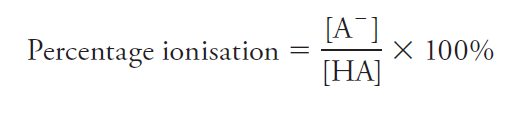 Percentage ionisation = [A⁻]/[HA] × 100%